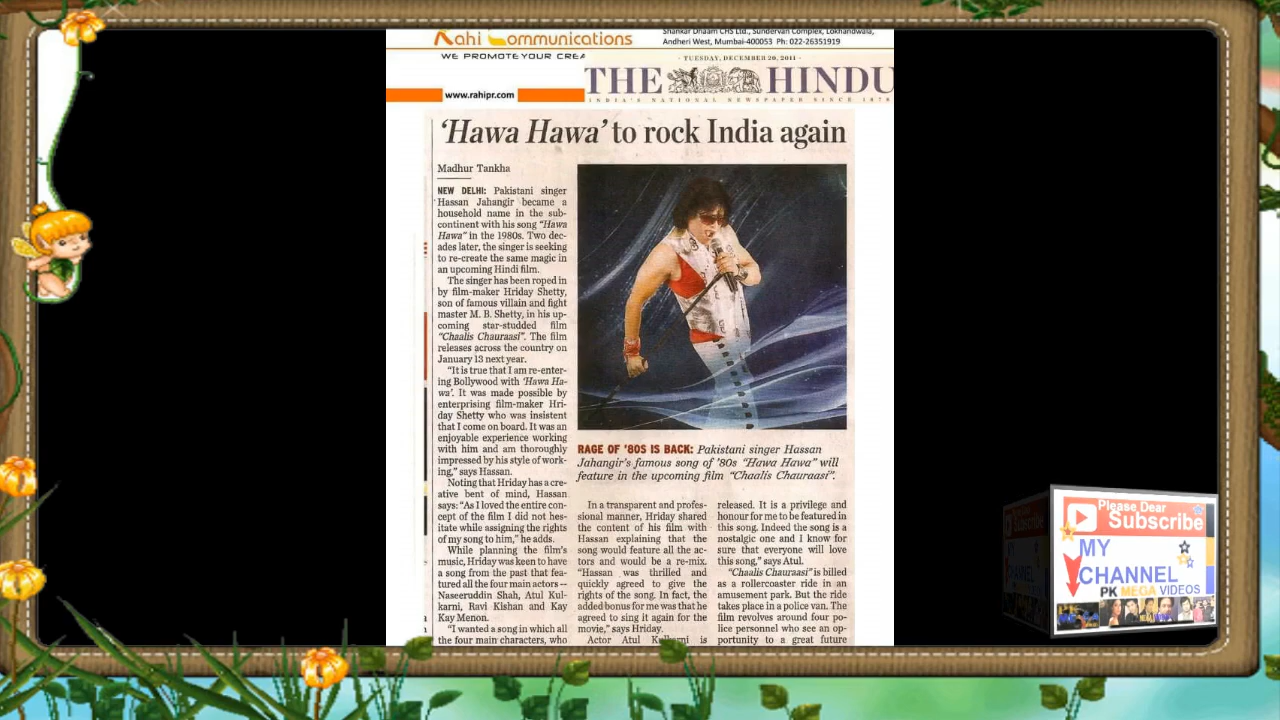 Rahi Communications
WE PROMOTE YOUR CREA
Shankar Dhaam CHS Ltd., Sundervan Complex, Lokhandwala,
Andheri West, Mumbai-400053 Ph: 022-26351919
www.rahipr.com
· TUESDAY, DECEMBER 20, 2011 ·
THE HINDU
INDIA'S NATIONAL NEWSPAPER SINCE 1878
'Hawa Hawa' to rock India again
Madhur Tankha
NEW DELHI: Pakistani singer
Hassan Jahangir became a
household name in the sub-
continent with his song "Hawa
Hawa" in the 1980s. Two dec-
ades later, the singer is seeking
to re-create the same magic in
an upcoming Hindi film.
The singer has been roped in
by film-maker Hriday Shetty,
son of famous villain and fight
master M. B. Shetty, in his up-
coming star-studded film
"Chaalis Chauraasi". The film
releases across the country on
January 13 next year.
"It is true that I am re-enter-
ing Bollywood with 'Hawa Ha-
wa'. It was made possible by
enterprising film-maker Hri-
day Shetty who was insistent
that I come on board. It was an
enjoyable experience working
with him and am thoroughly
impressed by his style of work-
ing," says Hassan.
Noting that Hriday has a cre-
ative bent of mind, Hassan
says: "As I loved the entire con-
cept of the film I did not hes-
itate while assigning the rights
of my song to him," he adds.
While planning the film's
music, Hriday was keen to have
a song from the past that fea-
tured all the four main actors --
Naseeruddin Shah, Atul Kul-
karni, Ravi Kishan and Kay
Kay Menon.
"I wanted a song in which all
the four main characters, who
RAGE OF '80S IS BACK: Pakistani singer Hassan
Jahangir's famous song of '80s "Hawa Hawa" will
feature in the upcoming film "Chaalis Chauraasi".
In a transparent and profes-
sional manner, Hriday shared
the content of his film with
Hassan explaining that the
song would feature all the ac-
tors and would be a re-mix.
"Hassan was thrilled and
quickly agreed to give the
rights of the song. In fact, the
added bonus for me was that he
agreed to sing it again for the
movie," says Hriday.
Actor Atul Kulkarni is
released. It is a privilege and
honour for me to be featured in
this song. Indeed the song is a
nostalgic one and I know for
sure that everyone will love
this song," says Atul.
"Chaalis Chauraasi" is billed
as a rollercoaster ride in an
amusement park. But the ride
takes place in a police van. The
film revolves around four po-
lice personnel who see an op-
portunity to a great future
Please Dear
Subscribe
MY
CHANNEL
PK MEGA VIDEOS